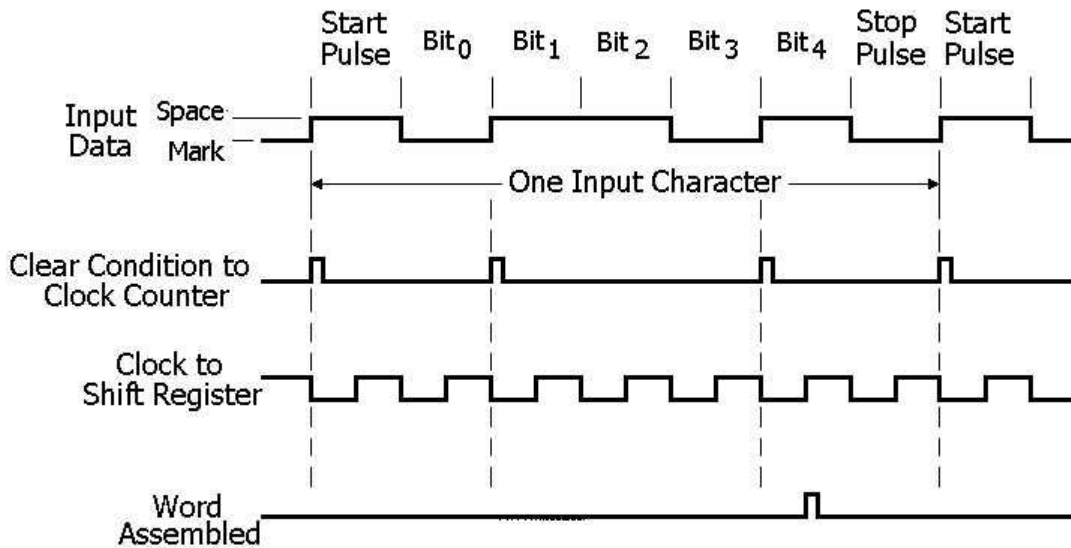 Start Pulse Bit0 Bit1 Bit2 Bit3 Bit4 Stop Pulse Start Pulse
Input Data
Space
Mark
One Input Character
Clear Condition to
Clock Counter
Clock to
Shift Register
Word
Assembled